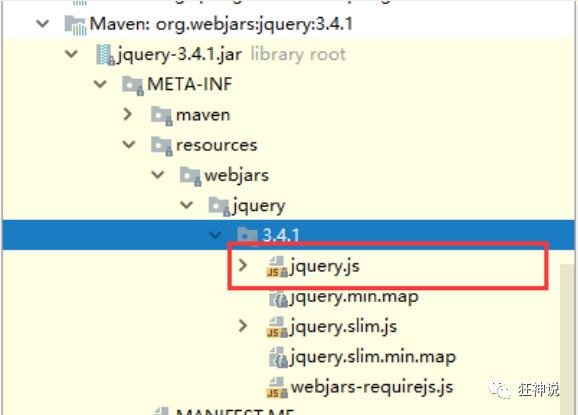 Maven: org.webjars:jquery:3.4.1
jquery-3.4.1.jar library root
META-INF
maven
resources
webjars
jquery
3.4.1
jquery.js
jquery.min.map
jquery.slim.js
jquery.slim.min.map
webjars-requirejs.js
狂神说
MANIFEST.MF